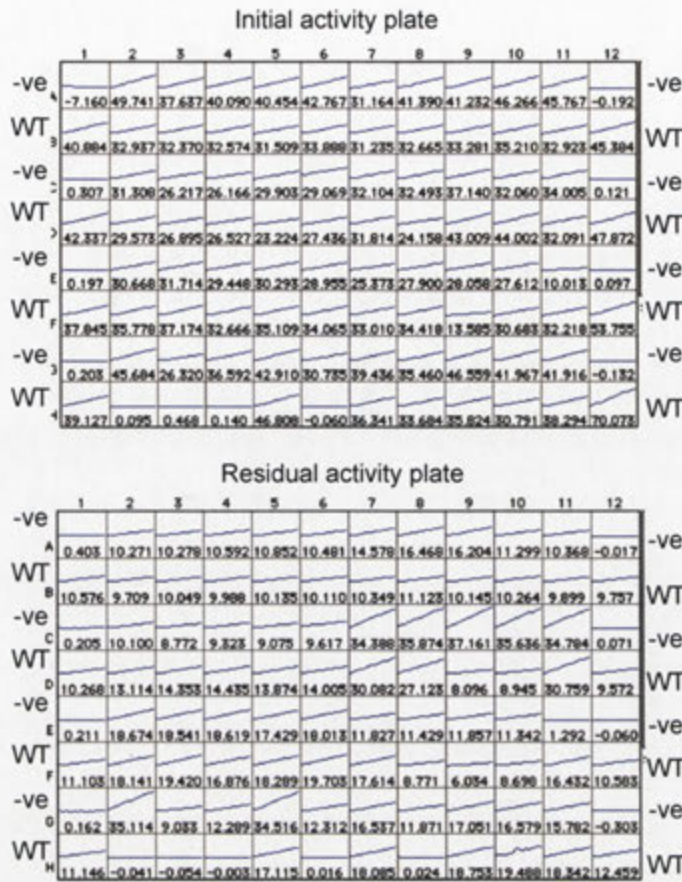 Initial activity plate
1 2 3 4 5 6 7 8 9 10 11 12
-ve A -7.160 49.741 37.637 40.090 40.454 42.767 31.164 41.390 41.232 46.266 45.767 -0.192 -ve
WT B 40.884 32.937 32.370 32.574 31.509 33.888 31.235 32.665 33.281 35.210 32.923 45.384 WT
-ve C 0.307 31.308 26.217 26.166 29.903 29.069 32.104 32.493 37.140 32.060 34.005 0.121 -ve
WT D 42.337 29.573 26.895 26.527 23.224 27.436 31.814 24.158 43.009 44.002 32.091 47.872 WT
-ve E 0.197 30.668 31.714 29.448 30.293 28.955 25.373 27.900 28.058 27.612 10.013 0.097 -ve
WT F 37.845 35.778 37.174 32.666 35.109 34.065 33.010 34.418 13.585 30.683 32.218 53.755 WT
-ve G 0.203 45.684 26.320 36.592 42.910 30.735 39.436 35.460 46.559 41.967 41.916 -0.132 -ve
WT H 39.127 0.095 0.468 0.140 46.808 -0.060 36.341 33.684 35.824 30.791 38.294 70.073 WT
Residual activity plate
1 2 3 4 5 6 7 8 9 10 11 12
-ve A 0.403 10.271 10.278 10.592 10.852 10.481 14.578 16.468 16.204 11.299 10.368 -0.017 -ve
WT B 10.576 9.709 10.049 9.988 10.135 10.110 10.349 11.123 10.145 10.264 9.899 9.757 WT
-ve C 0.205 10.100 8.772 9.323 9.075 9.617 34.388 35.874 37.161 35.636 34.784 0.071 -ve
WT D 10.268 13.114 14.353 14.435 13.874 14.005 30.082 27.123 8.096 8.945 30.759 9.572 WT
-ve E 0.211 18.674 18.541 18.619 17.429 18.013 11.827 11.429 11.857 11.342 1.292 -0.060 -ve
WT F 11.103 18.141 19.420 16.876 18.289 19.703 17.614 8.771 6.034 8.698 16.432 10.583 WT
-ve G 0.162 35.114 9.033 12.289 34.516 12.312 16.537 11.871 17.051 16.579 15.782 -0.303 -ve
WT H 11.146 -0.041 -0.054 -0.003 17.115 0.016 18.085 0.024 18.753 19.488 18.342 12.459 WT